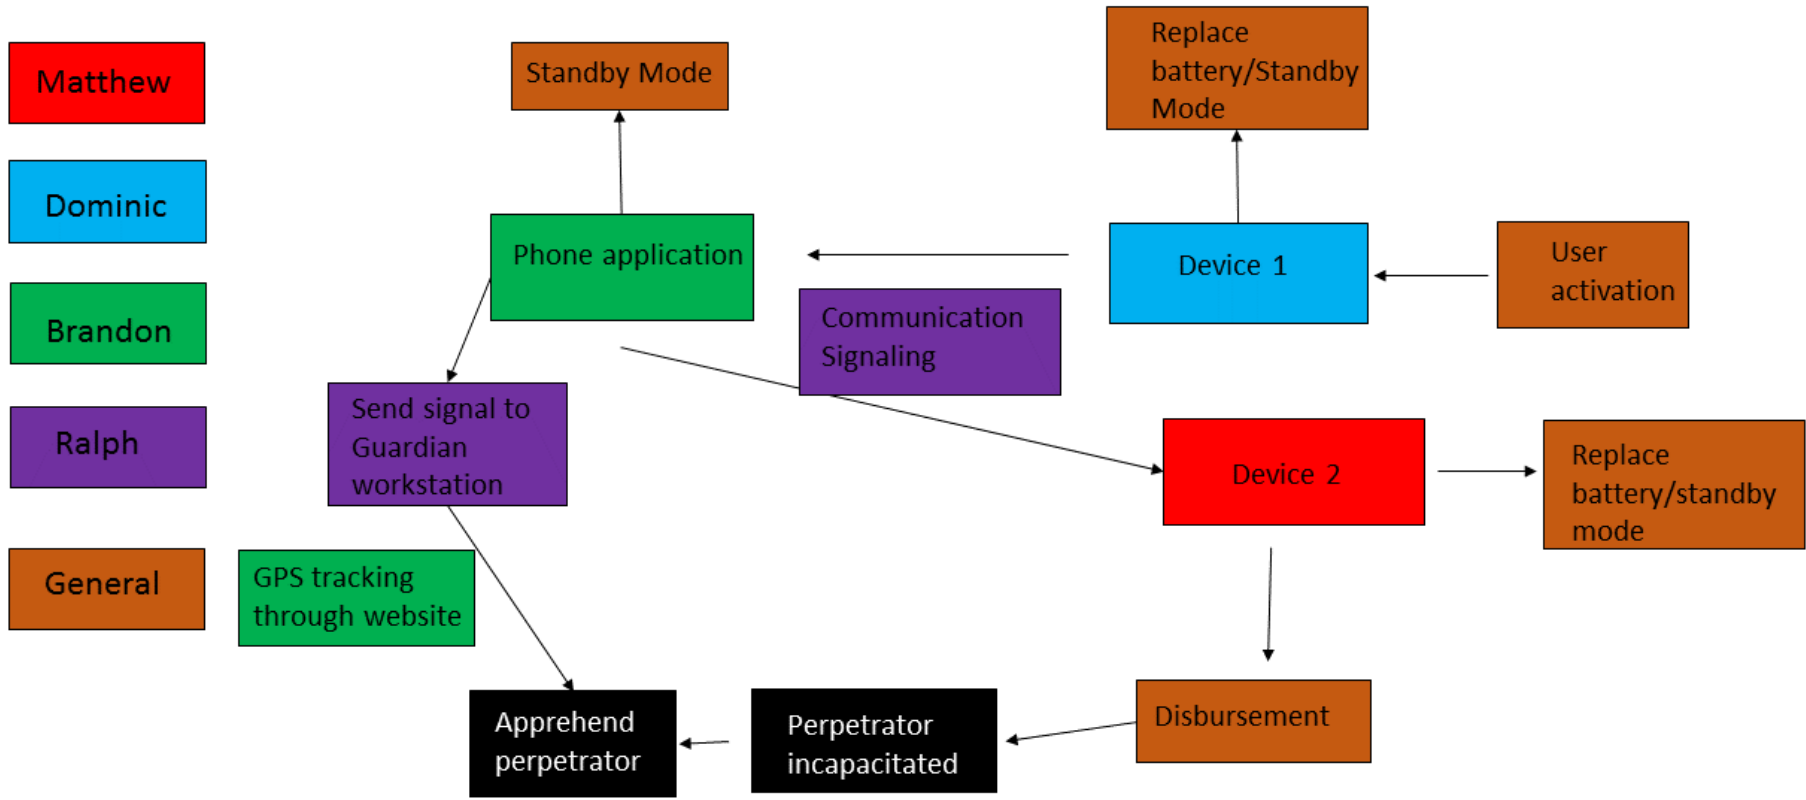 Matthew
Dominic
Brandon
Ralph
General
Standby Mode
Replace
battery/Standby
Mode
Phone application
Device 1
User
activation
Communication
Signaling
Send signal to
Guardian
workstation
Device 2
Replace
battery/standby
mode
GPS tracking
through website
Apprehend
perpetrator
Perpetrator
incapacitated
Disbursement